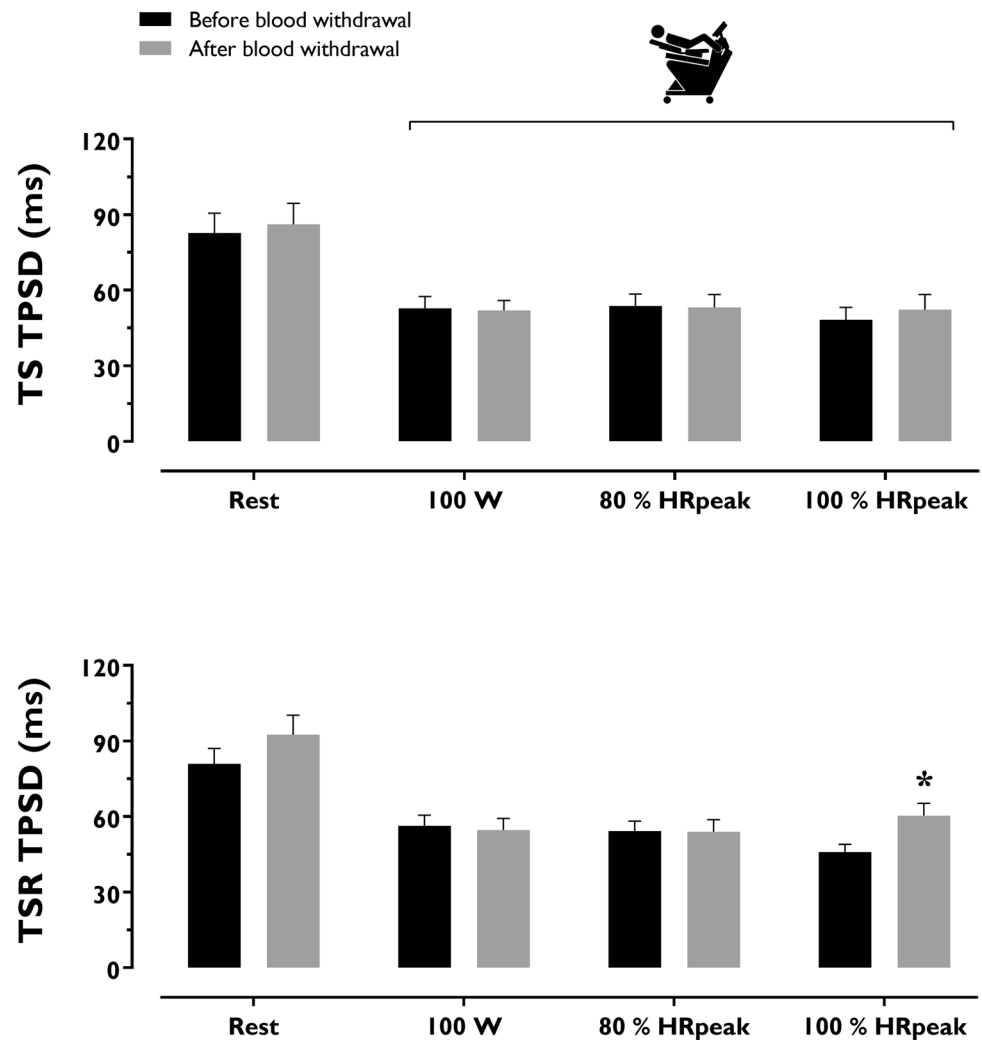 Before blood withdrawal
After blood withdrawal
TS TPSD (ms)
120
90
60
30
0
Rest 100 W 80 % HRpeak 100 % HRpeak
TSR TPSD (ms)
120
90
60
30
0
*
Rest 100 W 80 % HRpeak 100 % HRpeak